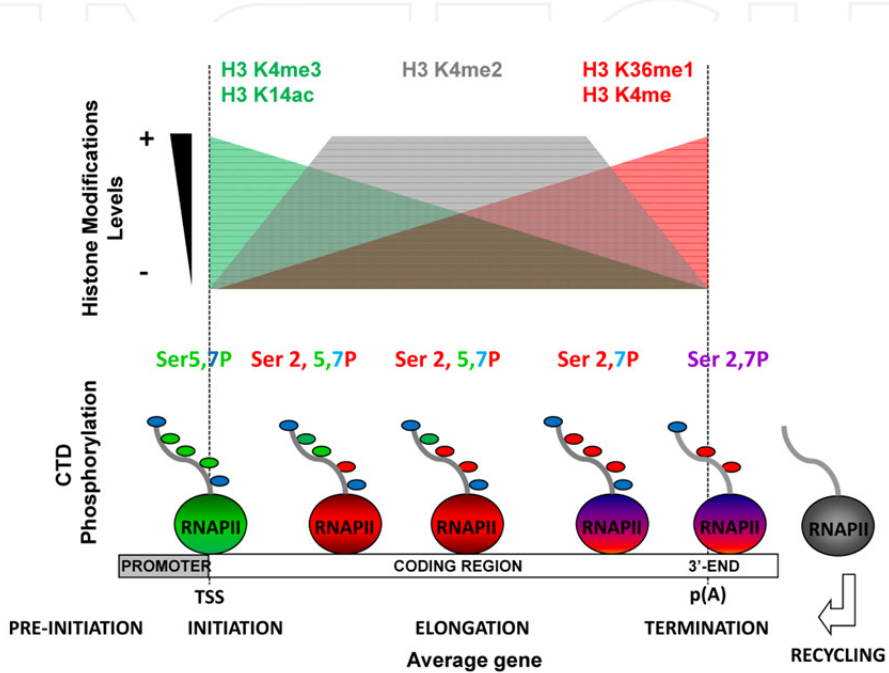 H3 K4me3 H3 K4me2 H3 K36me1
H3 K14ac H3 K4me
Histone Modifications
Levels
+
-
Ser5,7P Ser 2, 5,7P Ser 2, 5,7P Ser 2,7P Ser 2,7P
CTD
Phosphorylation
RNAPII RNAPII RNAPII RNAPII RNAPII RNAPII
PROMOTER CODING REGION 3'-END
TSS p(A)
PRE-INITIATION INITIATION ELONGATION TERMINATION
RECYCLING
Average gene